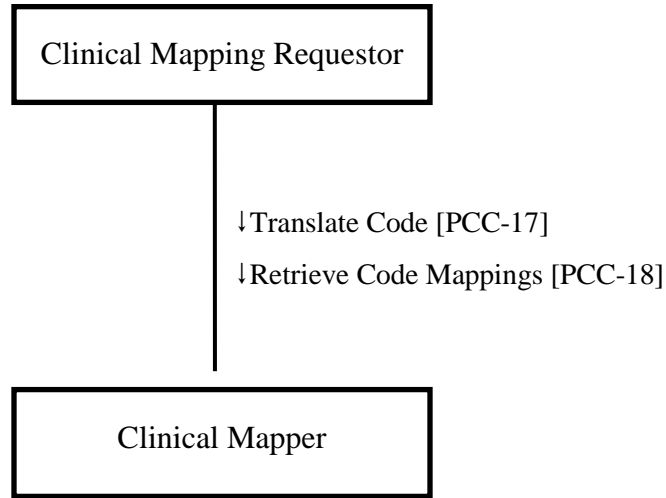 Clinical Mapping Requestor
↓Translate Code [PCC-17]
↓Retrieve Code Mappings [PCC-18]
Clinical Mapper